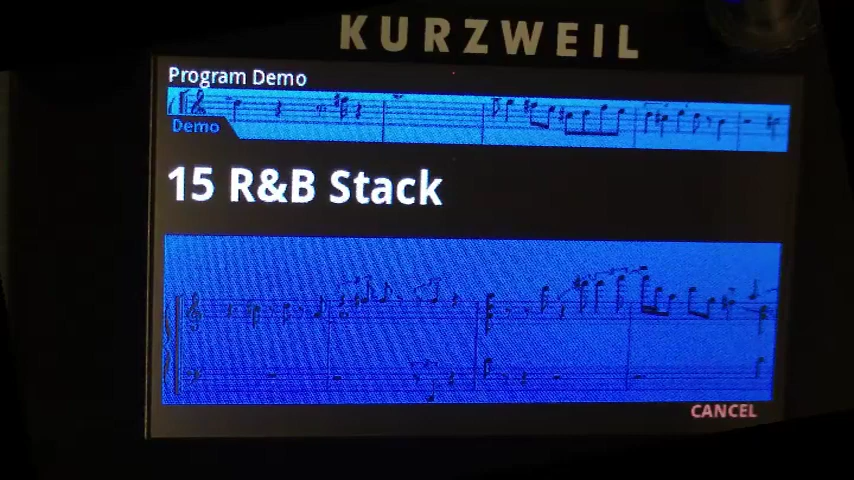 KURZWEIL
Program Demo
Demo
15 R&B Stack
CANCEL